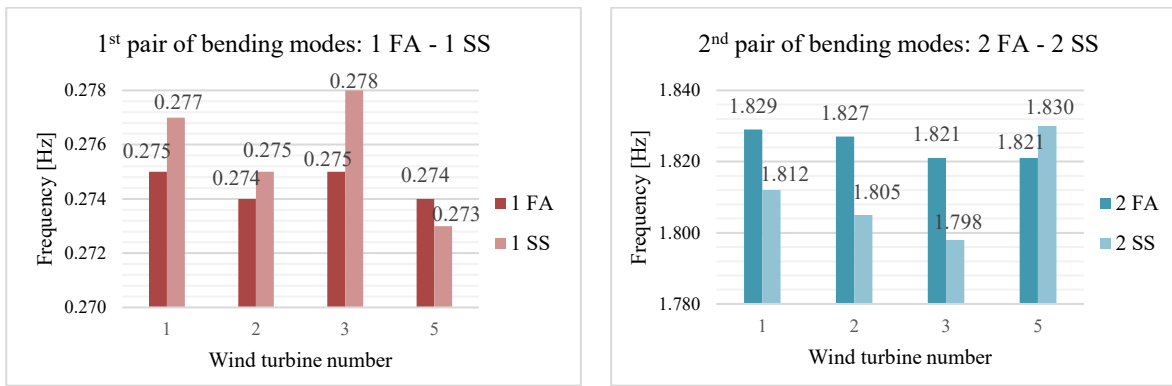 1st pair of bending modes: 1 FA - 1 SS
Frequency [Hz]
0.278
0.276
0.274
0.272
0.270
0.275
0.277
0.274
0.275
0.275
0.278
0.274
0.273
1 2 3 5
Wind turbine number
1 FA
1 SS
2nd pair of bending modes: 2 FA - 2 SS
Frequency [Hz]
1.840
1.820
1.800
1.780
1.829
1.812
1.827
1.805
1.821
1.798
1.821
1.830
1 2 3 5
Wind turbine number
2 FA
2 SS